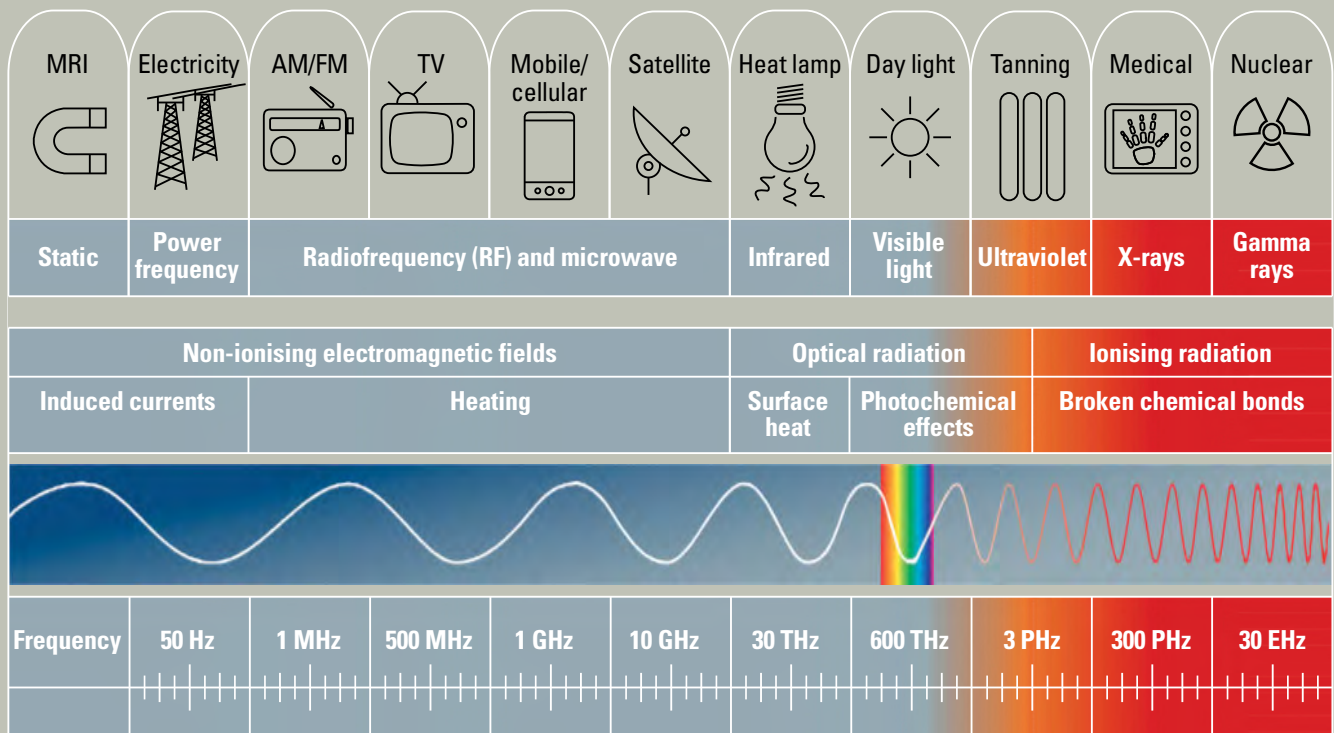 MRI
Electricity
AM/FM
TV
Mobile/
cellular
Satellite
Heat lamp
Day light
Tanning
Medical
Nuclear
Static
Power
frequency
Radiofrequency (RF) and microwave
Infrared
Visible
light
Ultraviolet
X-rays
Gamma
rays
Non-ionising electromagnetic fields
Optical radiation
Ionising radiation
Induced currents
Heating
Surface
heat
Photochemical
effects
Broken chemical bonds
Frequency
50 Hz
1 MHz
500 MHz
1 GHz
10 GHz
30 THz
600 THz
3 PHz
300 PHz
30 EHz